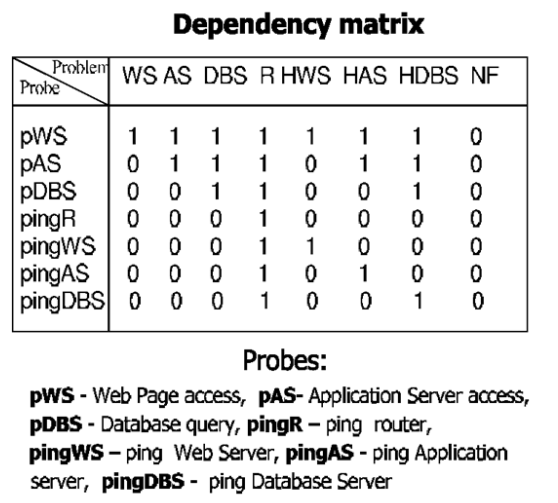 Dependency matrix
Problem
Probe
WS AS DBS R HWS HAS HDBS NF
pWS 1 1 1 1 1 1 1 0
pAS 0 1 1 1 0 1 1 0
pDBS 0 0 1 1 0 0 1 0
pingR 0 0 0 1 0 0 0 0
pingWS 0 0 0 1 1 0 0 0
pingAS 0 0 0 1 0 1 0 0
pingDBS 0 0 0 1 0 0 1 0
Probes:
pWS - Web Page access, pAS- Application Server access,
pDBS - Database query, pingR – ping router,
pingWS – ping Web Server, pingAS - ping Application
server, pingDBS - ping Database Server